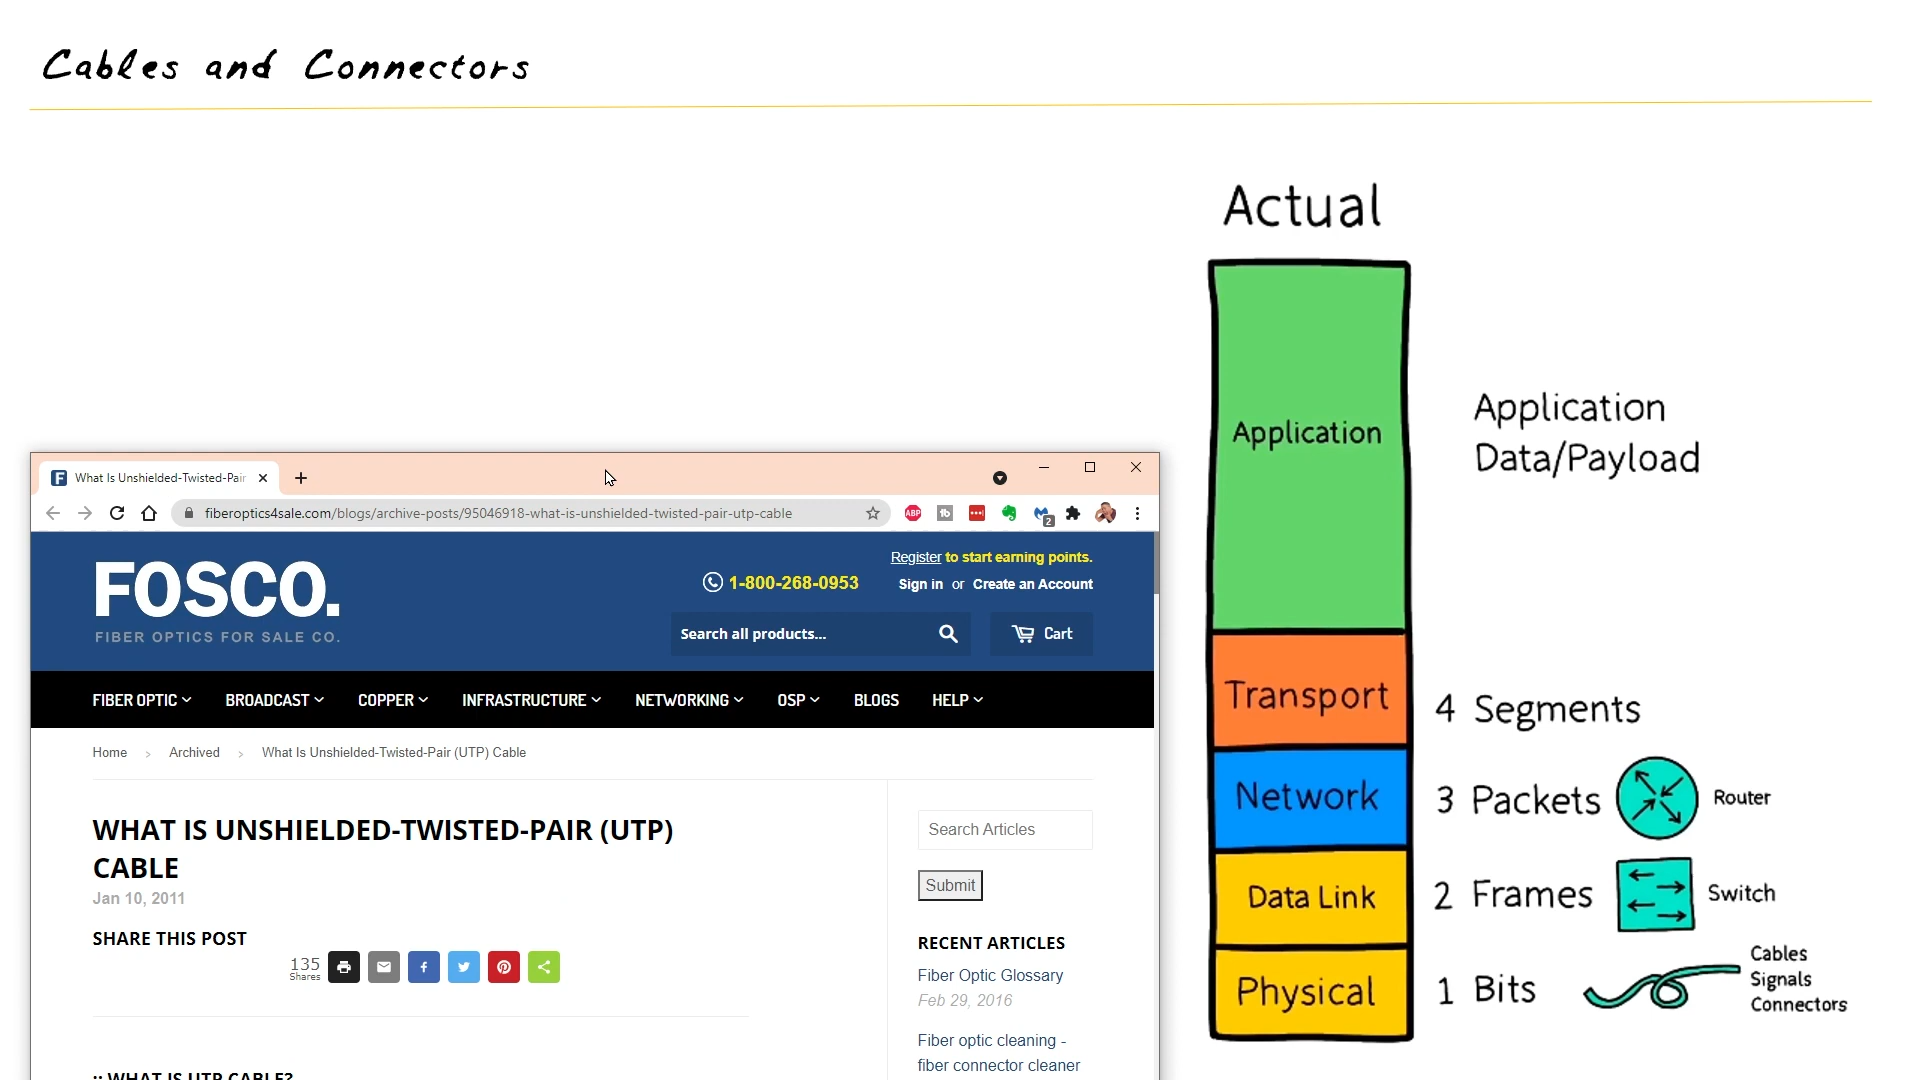 Cables and Connectors
Actual
Application
Application
Data/Payload
Transport
4 Segments
Network
3 Packets
Router
Data Link
2 Frames
Switch
Physical
1 Bits
Cables
Signals
Connectors
What Is Unshielded-Twisted-Pair
fiberoptics4sale.com/blogs/archive-posts/95046918-what-is-unshielded-twisted-pair-utp-cable
ABP
2
FOSCO.
FIBER OPTICS FOR SALE CO.
Register to start earning points.
1-800-268-0953
Sign in or Create an Account
Search all products...
Cart
FIBER OPTIC BROADCAST COPPER INFRASTRUCTURE NETWORKING OSP BLOGS HELP
Home > Archived > What Is Unshielded-Twisted-Pair (UTP) Cable
WHAT IS UNSHIELDED-TWISTED-PAIR (UTP)
CABLE
Jan 10, 2011
SHARE THIS POST
135
Shares
:: WHAT IS UTP CABLE?
Search Articles
Submit
RECENT ARTICLES
Fiber Optic Glossary
Feb 29, 2016
Fiber optic cleaning -
fiber connector cleaner